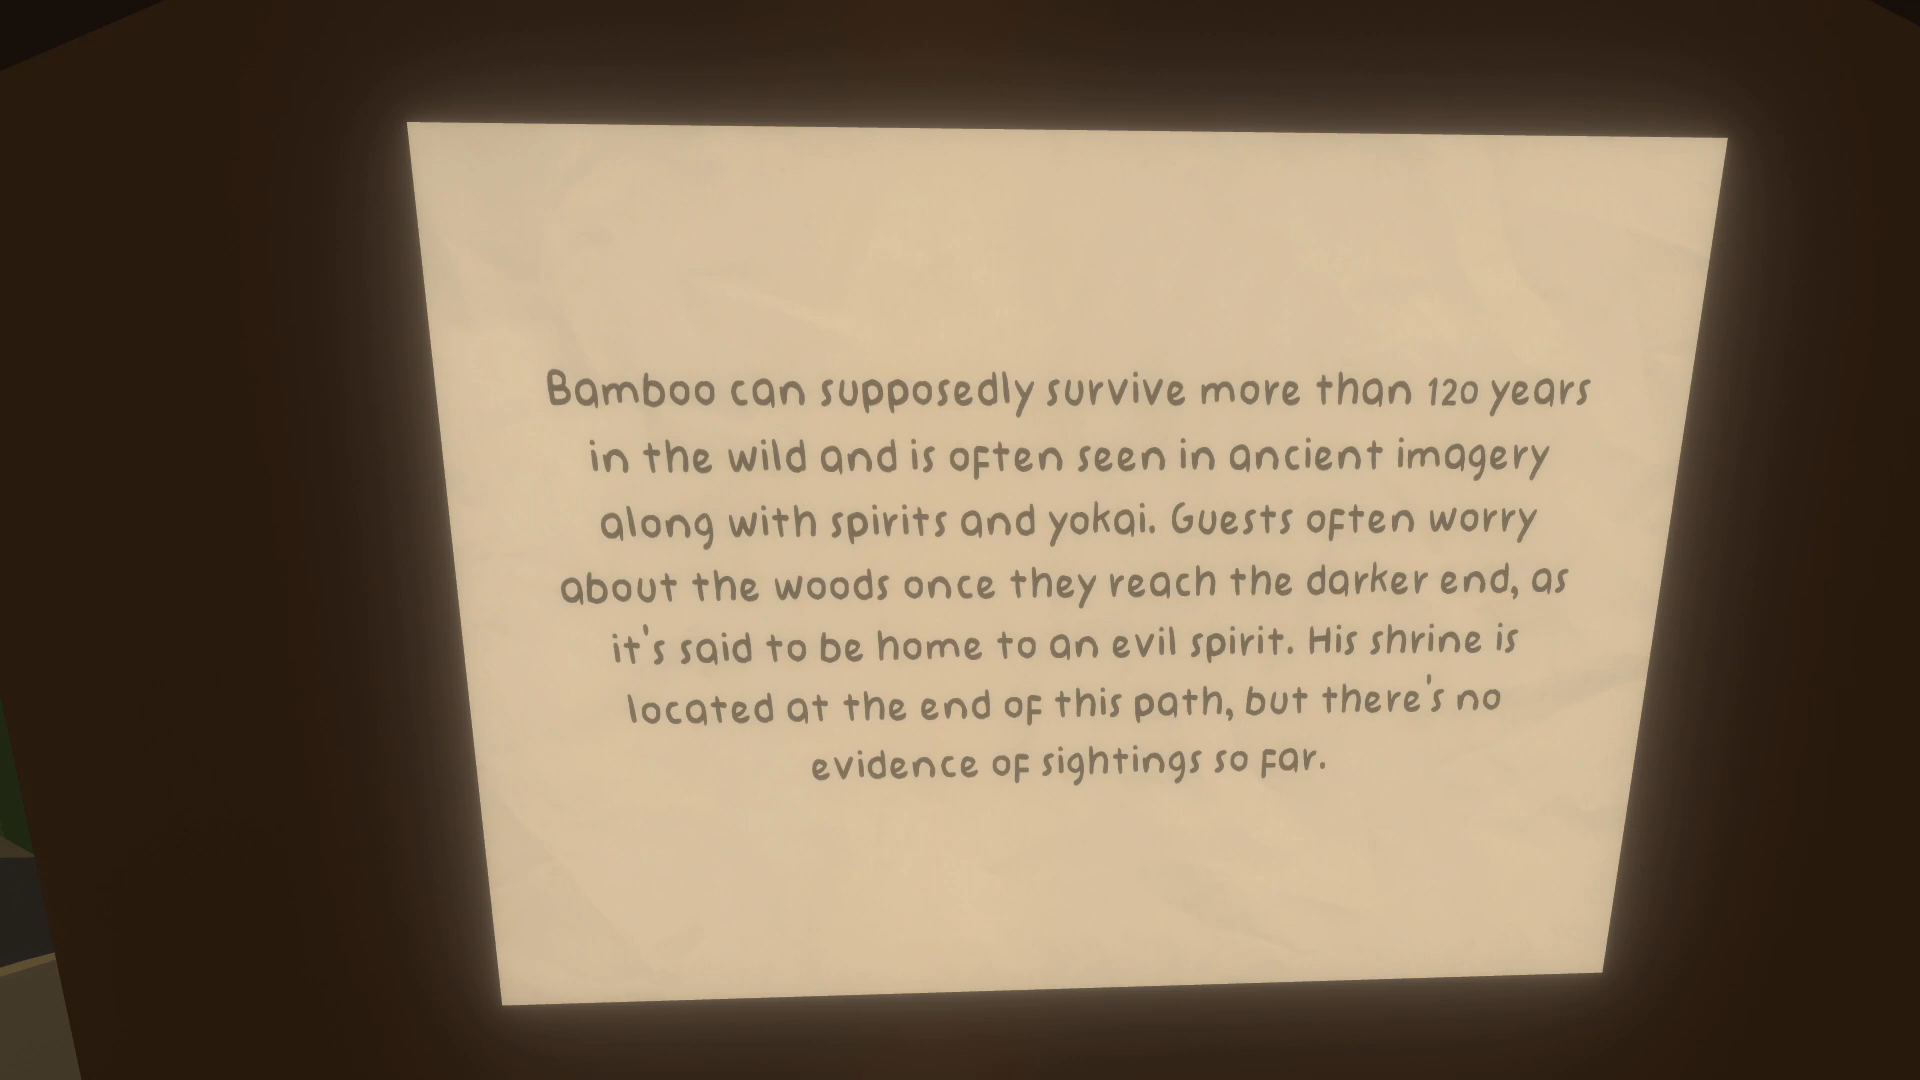 Bamboo can supposedly survive more than 120 years
in the wild and is often seen in ancient imagery
along with spirits and yokai. Guests often worry
about the woods once they reach the darker end, as
it's said to be home to an evil spirit. His shrine is
located at the end of this path, but there's no
evidence of sightings so far.